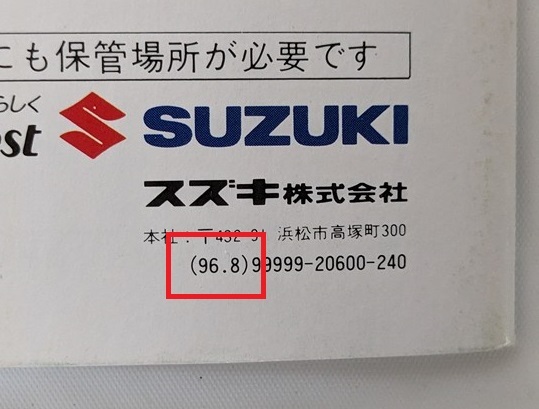 にも保管場所が必要です
らしく
ost
SUZUKI
スズキ株式会社
本社：〒432-91 浜松市高塚町300
(96.8)99999-20600-240